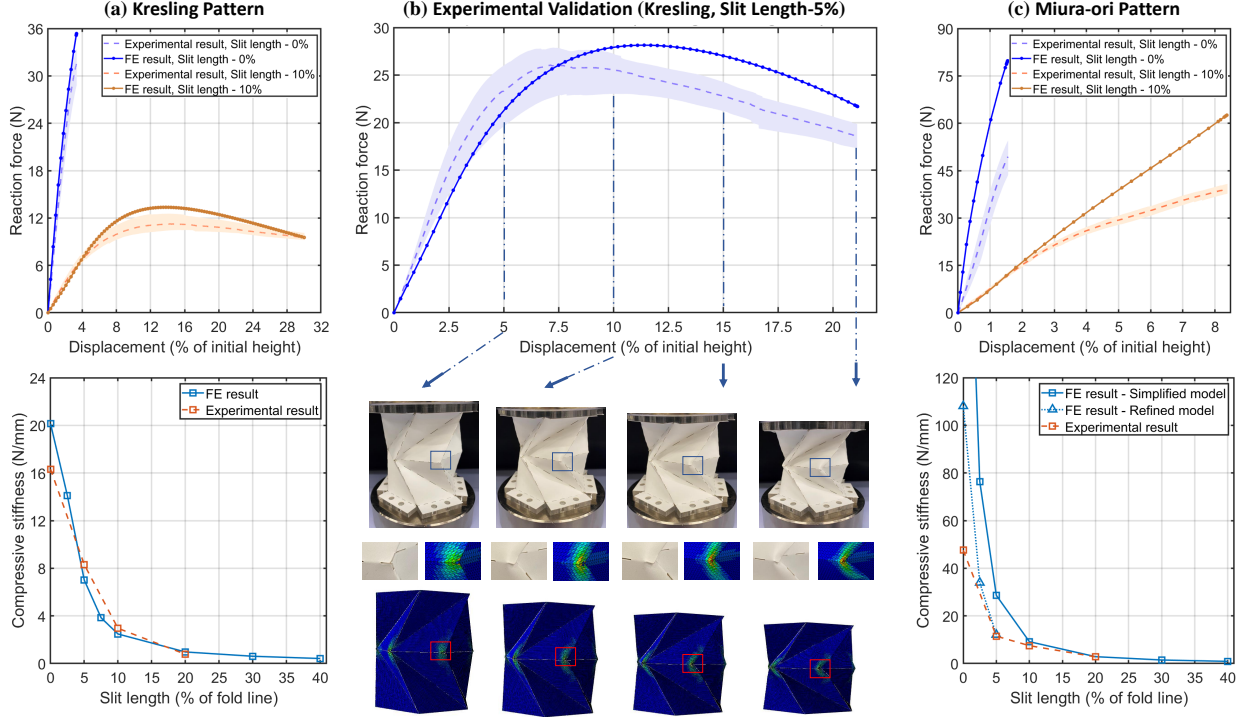 (a) Kresling Pattern
36
30
24
18
12
6
0
Reaction force (N)
Experimental result, Slit length - 0%
FE result, Slit length - 0%
Experimental result, Slit length - 10%
FE result, Slit length - 10%
0 4 8 12 16 20 24 28 32
Displacement (% of initial height)
24
20
16
12
8
4
0
Compressive stiffness (N/mm)
FE result
Experimental result
0 5 10 15 20 25 30 35 40
Slit length (% of fold line)
(b) Experimental Validation (Kresling, Slit Length-5%)
30
25
20
15
10
5
0
Reaction force (N)
0 2.5 5 7.5 10 12.5 15 17.5 20
Displacement (% of initial height)
(c) Miura-ori Pattern
90
75
60
45
30
15
0
Reaction force (N)
Experimental result, Slit length - 0%
FE result, Slit length - 0%
Experimental result, Slit length - 10%
FE result, Slit length - 10%
0 1 2 3 4 5 6 7 8
Displacement (% of initial height)
120
100
80
60
40
20
0
Compressive stiffness (N/mm)
FE result - Simplified model
FE result - Refined model
Experimental result
0 5 10 15 20 25 30 35 40
Slit length (% of fold line)